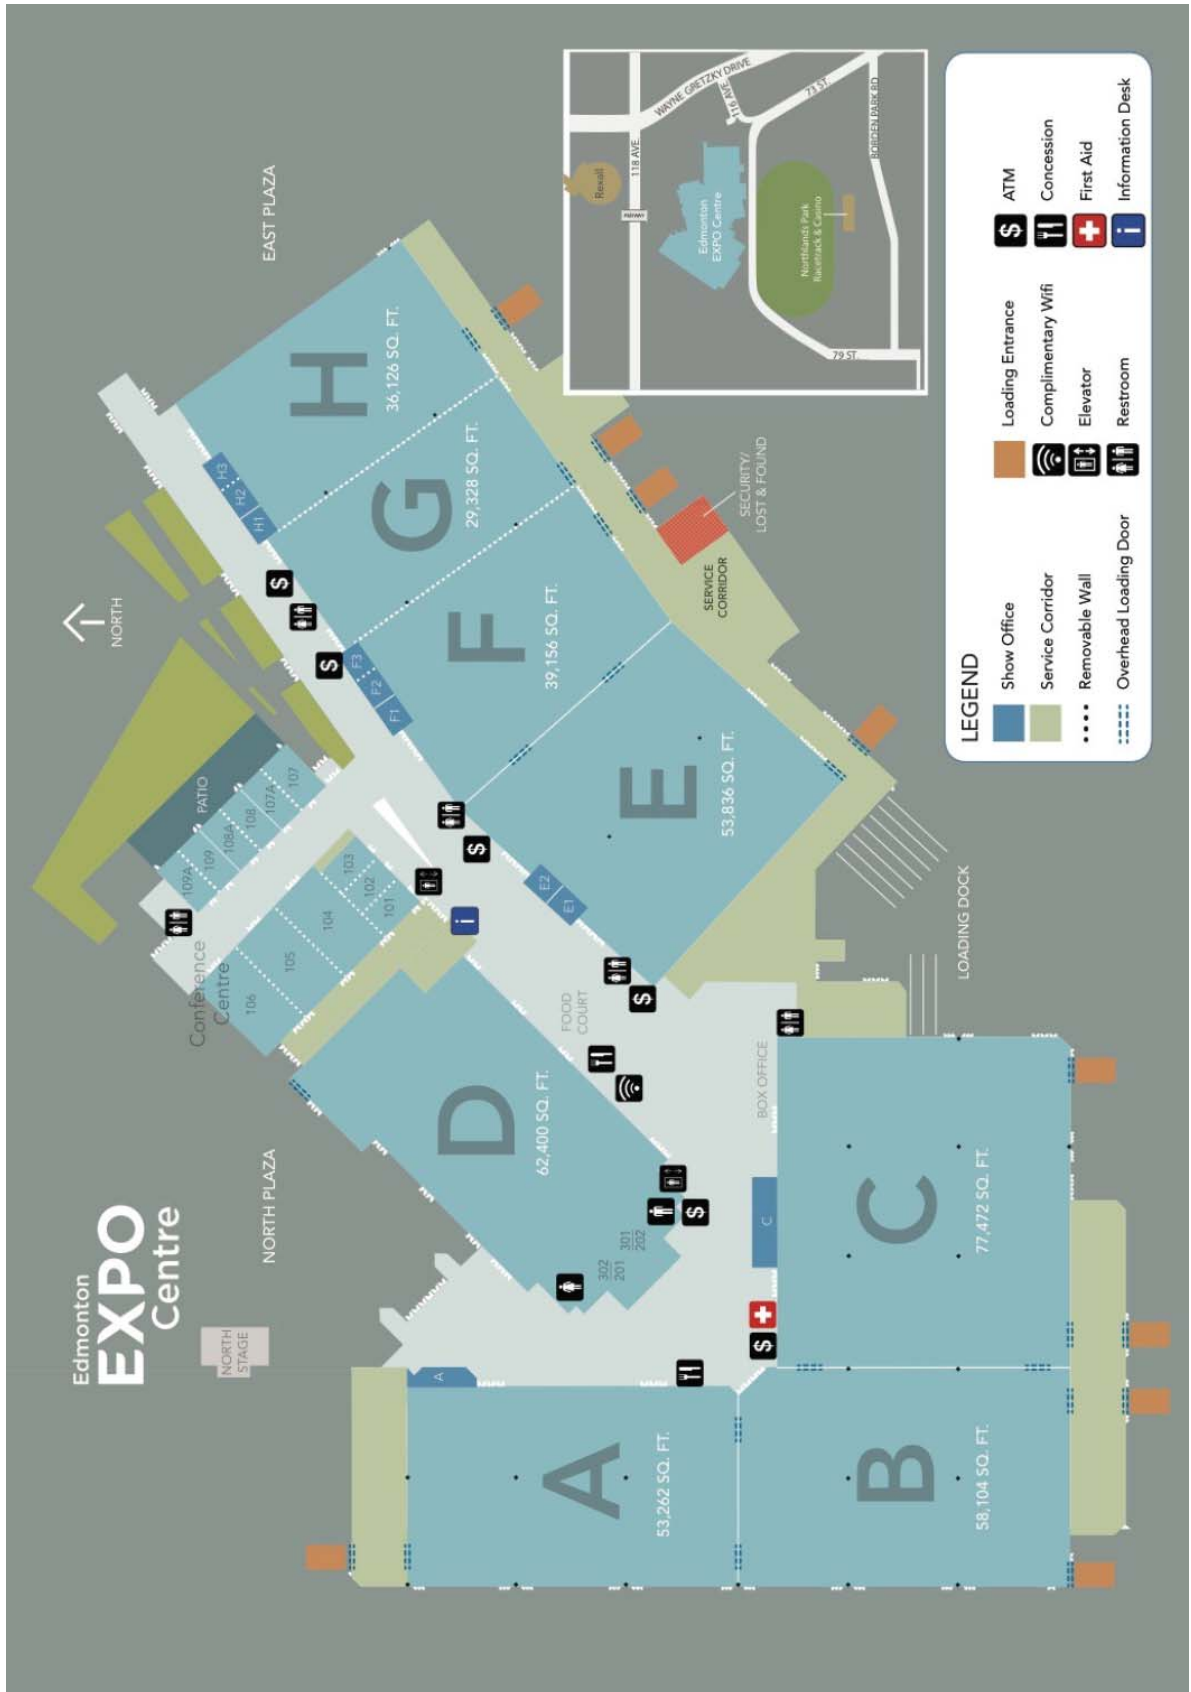 Edmonton
EXPO
Centre
NORTH
STAGE
NORTH PLAZA
EAST PLAZA
NORTH
Conference
Centre
106
105
104
103
102
101
109A
109
108A
108
107A
107
PATIO
A
A
53,262 SQ. FT.
B
58,104 SQ. FT.
C
C
77,472 SQ. FT.
D
62,400 SQ. FT.
302
201
301
202
FOOD
COURT
BOX OFFICE
E1
E2
E
53,836 SQ. FT.
F1
F2
F3
F
39,156 SQ. FT.
G
29,328 SQ. FT.
H1
H2
H3
H
36,126 SQ. FT.
LOADING DOCK
SERVICE
CORRIDOR
SECURITY/
LOST & FOUND
$
$
$
$
$
$
i
Rexall
118 AVE.
WAYNE GRETZKY DRIVE
116 AVE.
73 ST.
BORDEN PARK RD
79 ST.
Edmonton
EXPO Centre
Northlands Park
Racetrack & Casino
LEGEND
Show Office
Service Corridor
Removable Wall
Overhead Loading Door
Loading Entrance
Complimentary Wifi
Elevator
Restroom
$ ATM
Concession
First Aid
i Information Desk